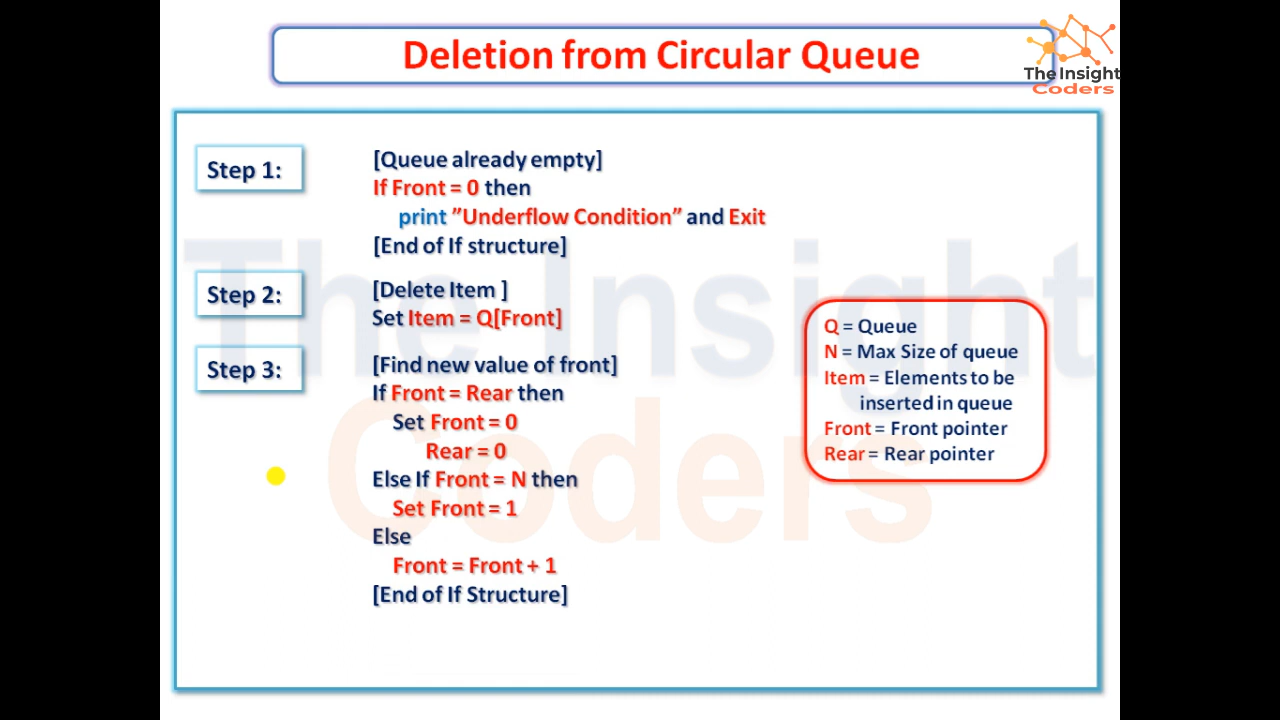 Deletion from Circular Queue
The Insight
Coders
Step 1:
[Queue already empty]
If Front = 0 then
print ”Underflow Condition” and Exit
[End of If structure]
Step 2:
[Delete Item ]
Set Item = Q[Front]
Step 3:
[Find new value of front]
If Front = Rear then
Set Front = 0
Rear = 0
Else If Front = N then
Set Front = 1
Else
Front = Front + 1
[End of If Structure]
Q = Queue
N = Max Size of queue
Item = Elements to be
inserted in queue
Front = Front pointer
Rear = Rear pointer
The Insight
Coders